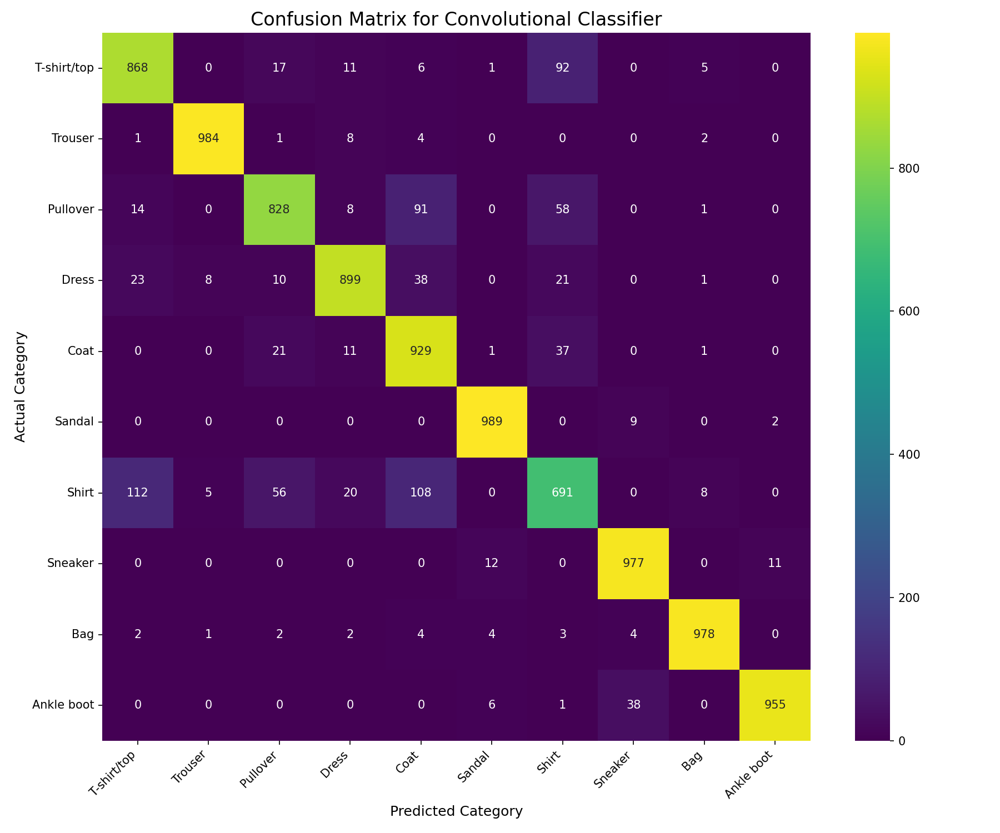 Confusion Matrix for Convolutional Classifier
T-shirt/top 868 0 17 11 6 1 92 0 5 0
Trouser 1 984 1 8 4 0 0 0 2 0
800
Pullover 14 0 828 8 91 0 58 0 1 0
Dress 23 8 10 899 38 0 21 0 1 0
600
Actual Category
Coat 0 0 21 11 929 1 37 0 1 0
Sandal 0 0 0 0 0 989 0 9 0 2
400
Shirt 112 5 56 20 108 0 691 0 8 0
Sneaker 0 0 0 0 0 12 0 977 0 11
200
Bag 2 1 2 2 4 4 3 4 978 0
Ankle boot 0 0 0 0 0 6 1 38 0 955
0
T-shirt/top Trouser Pullover Dress Coat Sandal Shirt Sneaker Bag Ankle boot
Predicted Category